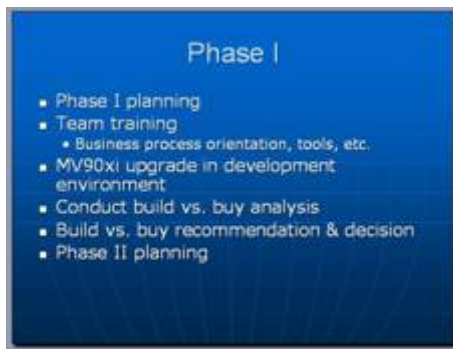 Phase I
Phase I planning
Team training
Business process orientation, tools, etc.
MV90xi upgrade in development
environment
Conduct build vs. buy analysis
Build vs. buy recommendation & decision
Phase II planning